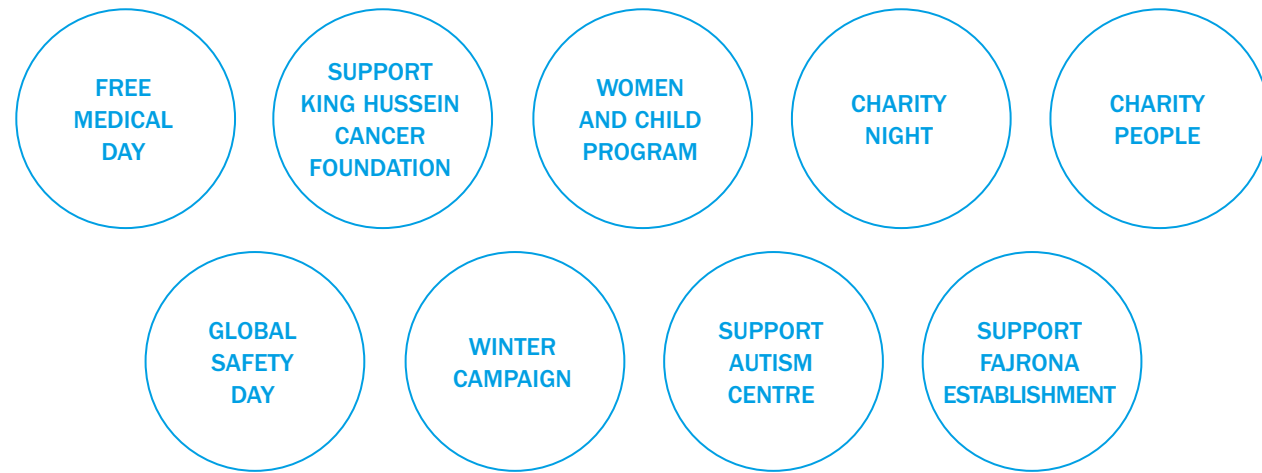 FREE
MEDICAL
DAY
SUPPORT
KING HUSSEIN
CANCER
FOUNDATION
WOMEN
AND CHILD
PROGRAM
CHARITY
NIGHT
CHARITY
PEOPLE
GLOBAL
SAFETY
DAY
WINTER
CAMPAIGN
SUPPORT
AUTISM
CENTRE
SUPPORT
FAJRONA
ESTABLISHMENT